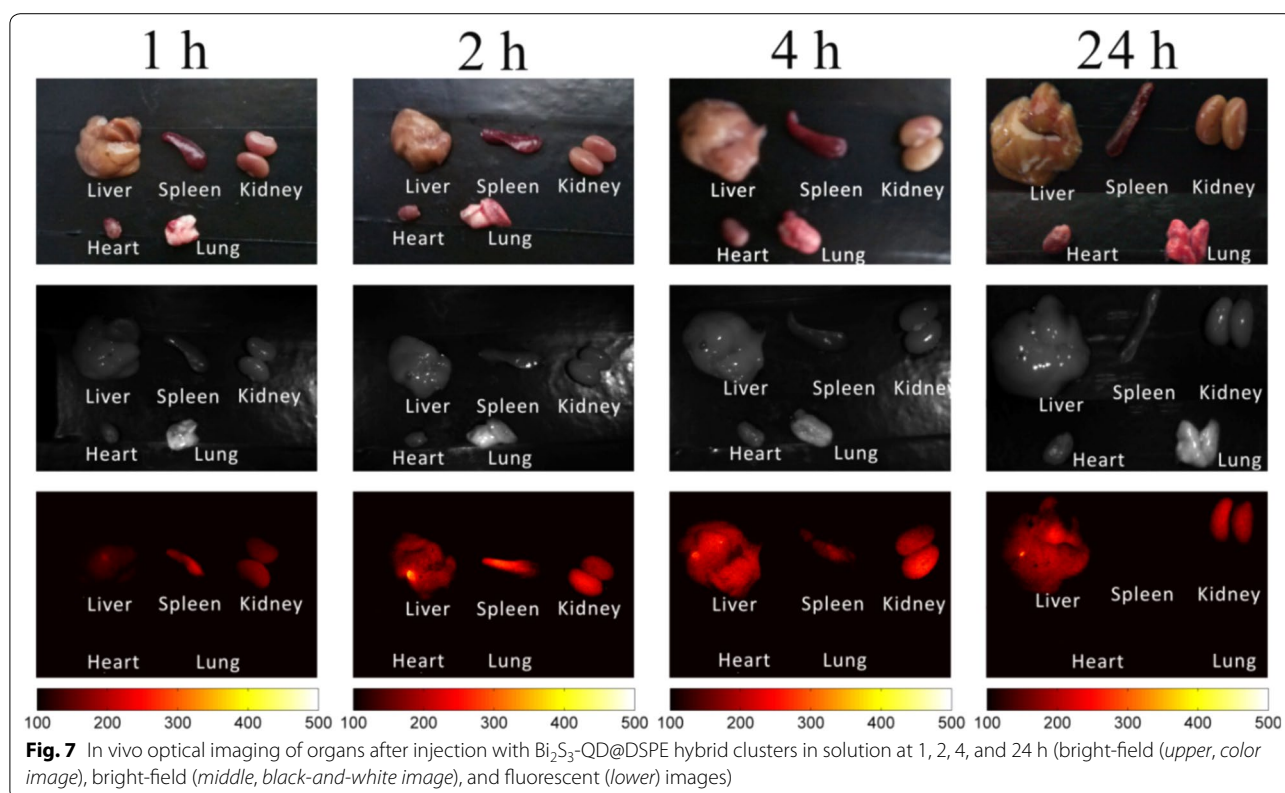 1 h 2 h 4 h 24 h
Liver Spleen Kidney Liver Spleen Kidney Liver Spleen Kidney Liver Spleen Kidney
Heart Lung Heart Lung Heart Lung Heart Lung
Liver Spleen Kidney Liver Spleen Kidney Liver Spleen Kidney Liver Spleen Kidney
Heart Lung Heart Lung Heart Lung Heart Lung
Liver Spleen Kidney Liver Spleen Kidney Liver Spleen Kidney Liver Spleen Kidney
Heart Lung Heart Lung Heart Lung Heart Lung
100 200 300 400 500 100 200 300 400 500 100 200 300 400 500 100 200 300 400 500
Fig. 7 In vivo optical imaging of organs after injection with Bi₂S₃-QD@DSPE hybrid clusters in solution at 1, 2, 4, and 24 h (bright-field (upper, color
image), bright-field (middle, black-and-white image), and fluorescent (lower) images)